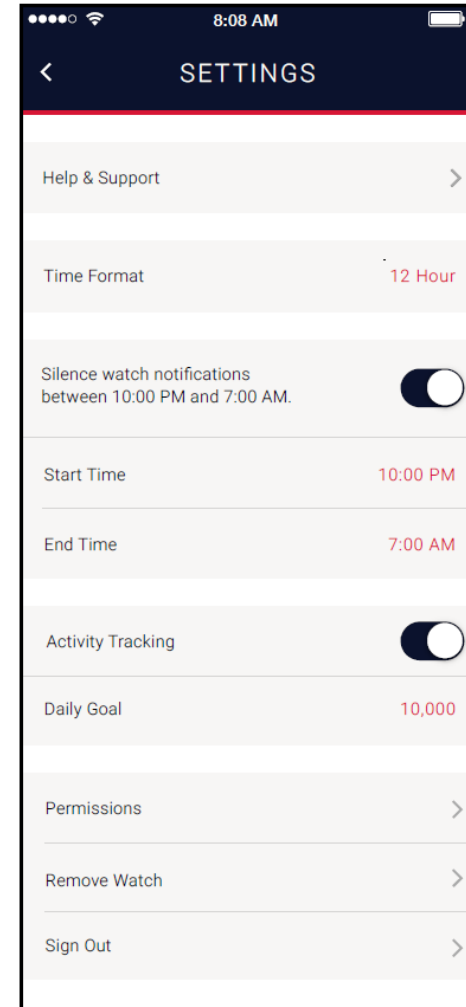 8:08 AM
SETTINGS
Help & Support
Time Format 12 Hour
Silence watch notifications
between 10:00 PM and 7:00 AM.
Start Time 10:00 PM
End Time 7:00 AM
Activity Tracking
Daily Goal 10,000
Permissions
Remove Watch
Sign Out